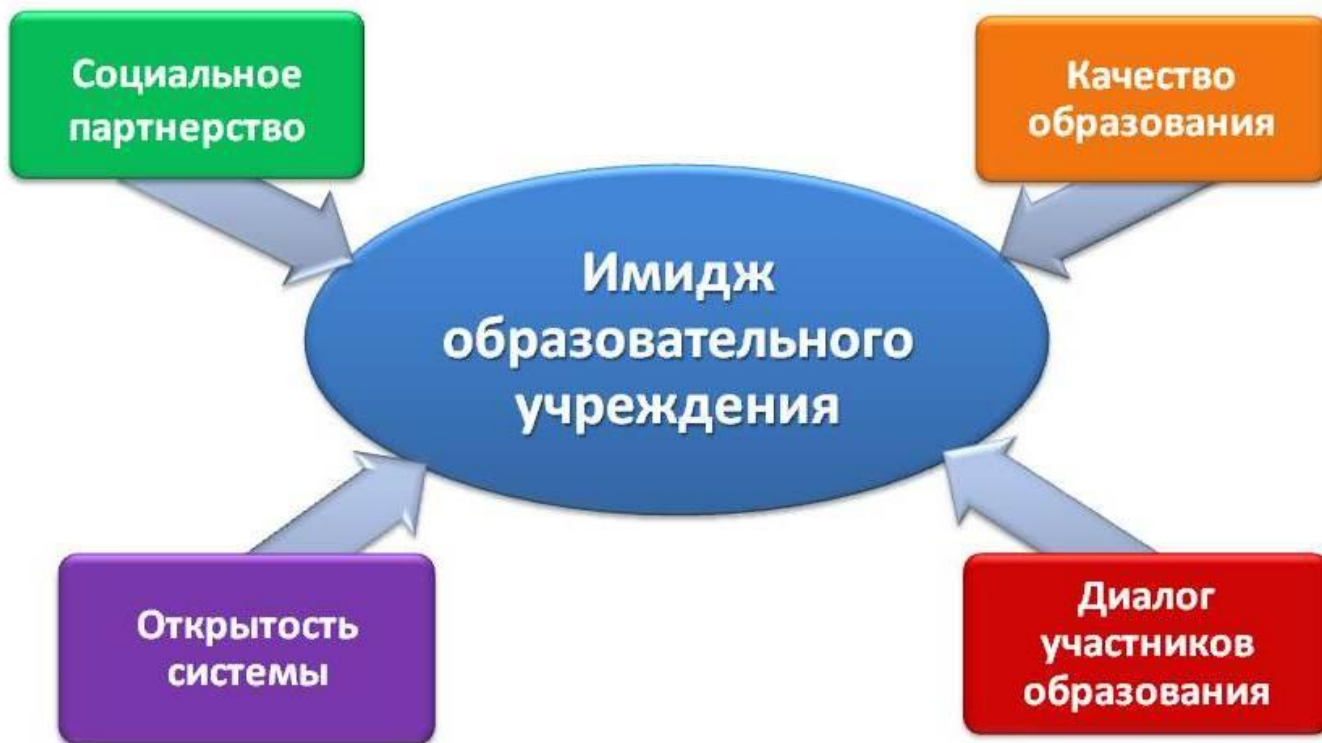 Социальное
партнерство
Качество
образования
Имидж
образовательного
учреждения
Открытость
системы
Диалог
участников
образования